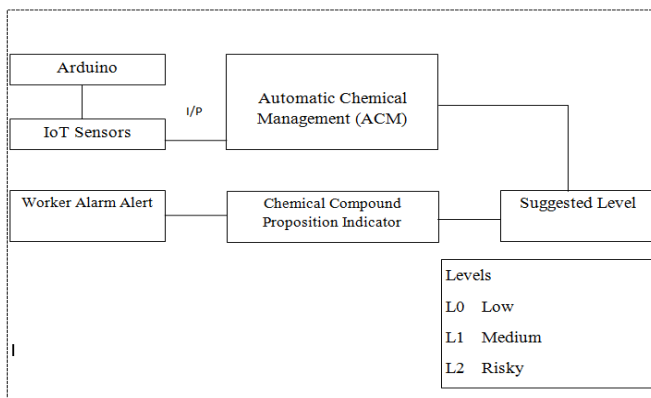 Arduino
I/P
Automatic Chemical
Management (ACM)
IoT Sensors
Worker Alarm Alert
Chemical Compound
Proposition Indicator
Suggested Level
Levels
L0 Low
L1 Medium
L2 Risky